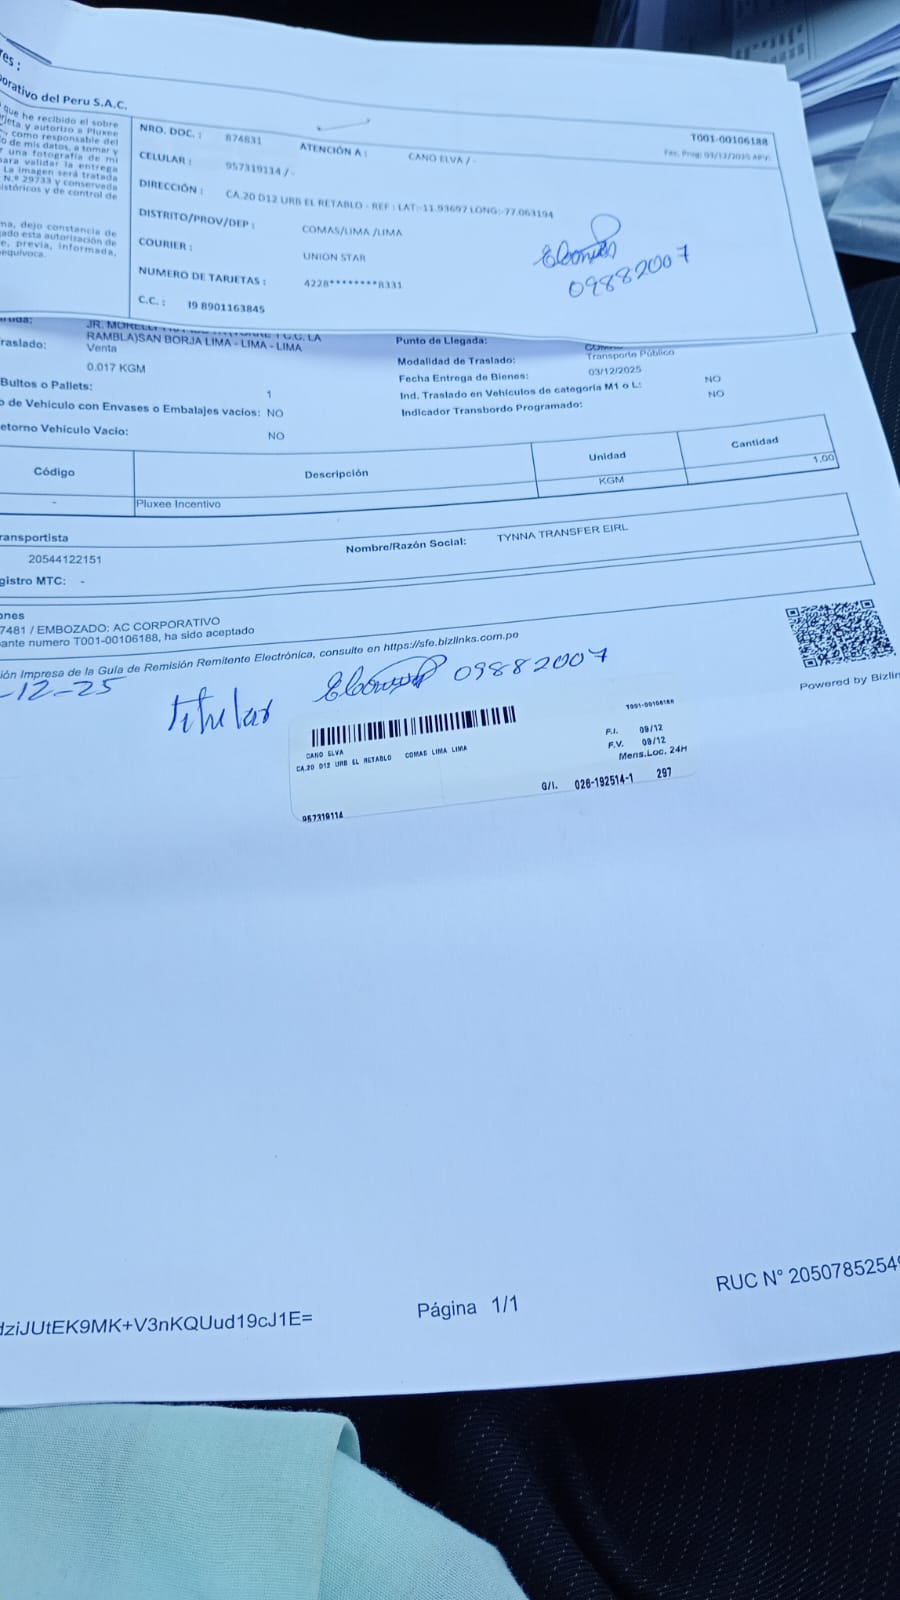 res :
orativo del Peru S.A.C.
que he recibido el sobre
rjeta y autorizo a Pluxee
, como responsable del
o de mis datos, a tomar y
r una fotografía de mi
para validar la entrega
La imagen será tratada
N.º 29733 y conservada
históricos y de control de
ma, dejo constancia de
gado esta autorización de
e, previa, informada,
equívoca.
NRO. DOC. : 874831 ATENCIÓN A : CANO ELVA / - T001-00106188
CELULAR : 957319114 / -
DIRECCIÓN : CA.20 D12 URB EL RETABLO - REF : LAT:-11.93697 LONG:-77.063194
DISTRITO/PROV/DEP : COMAS/LIMA /LIMA
COURIER : UNION STAR
NUMERO DE TARJETAS : 4228********8331
C.C. : 19 8901163845
09882007
RAMBLA)SAN BORJA LIMA - LIMA - LIMA
Punto de Llegada:
raslado: Venta
Modalidad de Traslado: Transporte Público
0.017 KGM
Fecha Entrega de Bienes: 03/12/2025
Bultos o Pallets: 1
Ind. Traslado en Vehículos de categoría M1 o L: NO
o de Vehiculo con Envases o Embalajes vacios: NO
Indicador Transbordo Programado: NO
etorno Vehiculo Vacio: NO
Código Descripción Unidad Cantidad
- Pluxee Incentivo KGM 1.00
ransportista
20544122151 Nombre/Razón Social: TYNNA TRANSFER EIRL
gistro MTC: -
ones
7481 / EMBOZADO: AC CORPORATIVO
ante numero T001-00106188, ha sido aceptado
ión Impresa de la Guía de Remisión Remitente Electrónica, consulte en https://sfe.bizlinks.com.pe
-12-25
titular 09882007
Powered by Bizlin
T001-00106188
CANO ELVA
CA.20 D12 URB EL RETABLO COMAS LIMA LIMA
P.I. 09/12
F.V. 09/12
Mens.Loc. 24H
G/I. 026-192514-1 297
957319114
dziJUtEK9MK+V3nKQUud19cJ1E=
Página 1/1
RUC N° 2050785254